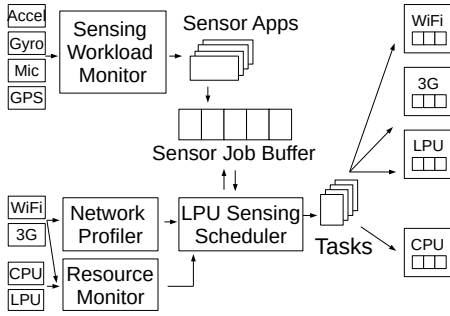 Accel
Gyro
Mic
GPS
Sensing
Workload
Monitor
Sensor Apps
WiFi
3G
LPU
CPU
Sensor Job Buffer
WiFi
3G
CPU
LPU
Network
Profiler
Resource
Monitor
LPU Sensing
Scheduler
Tasks